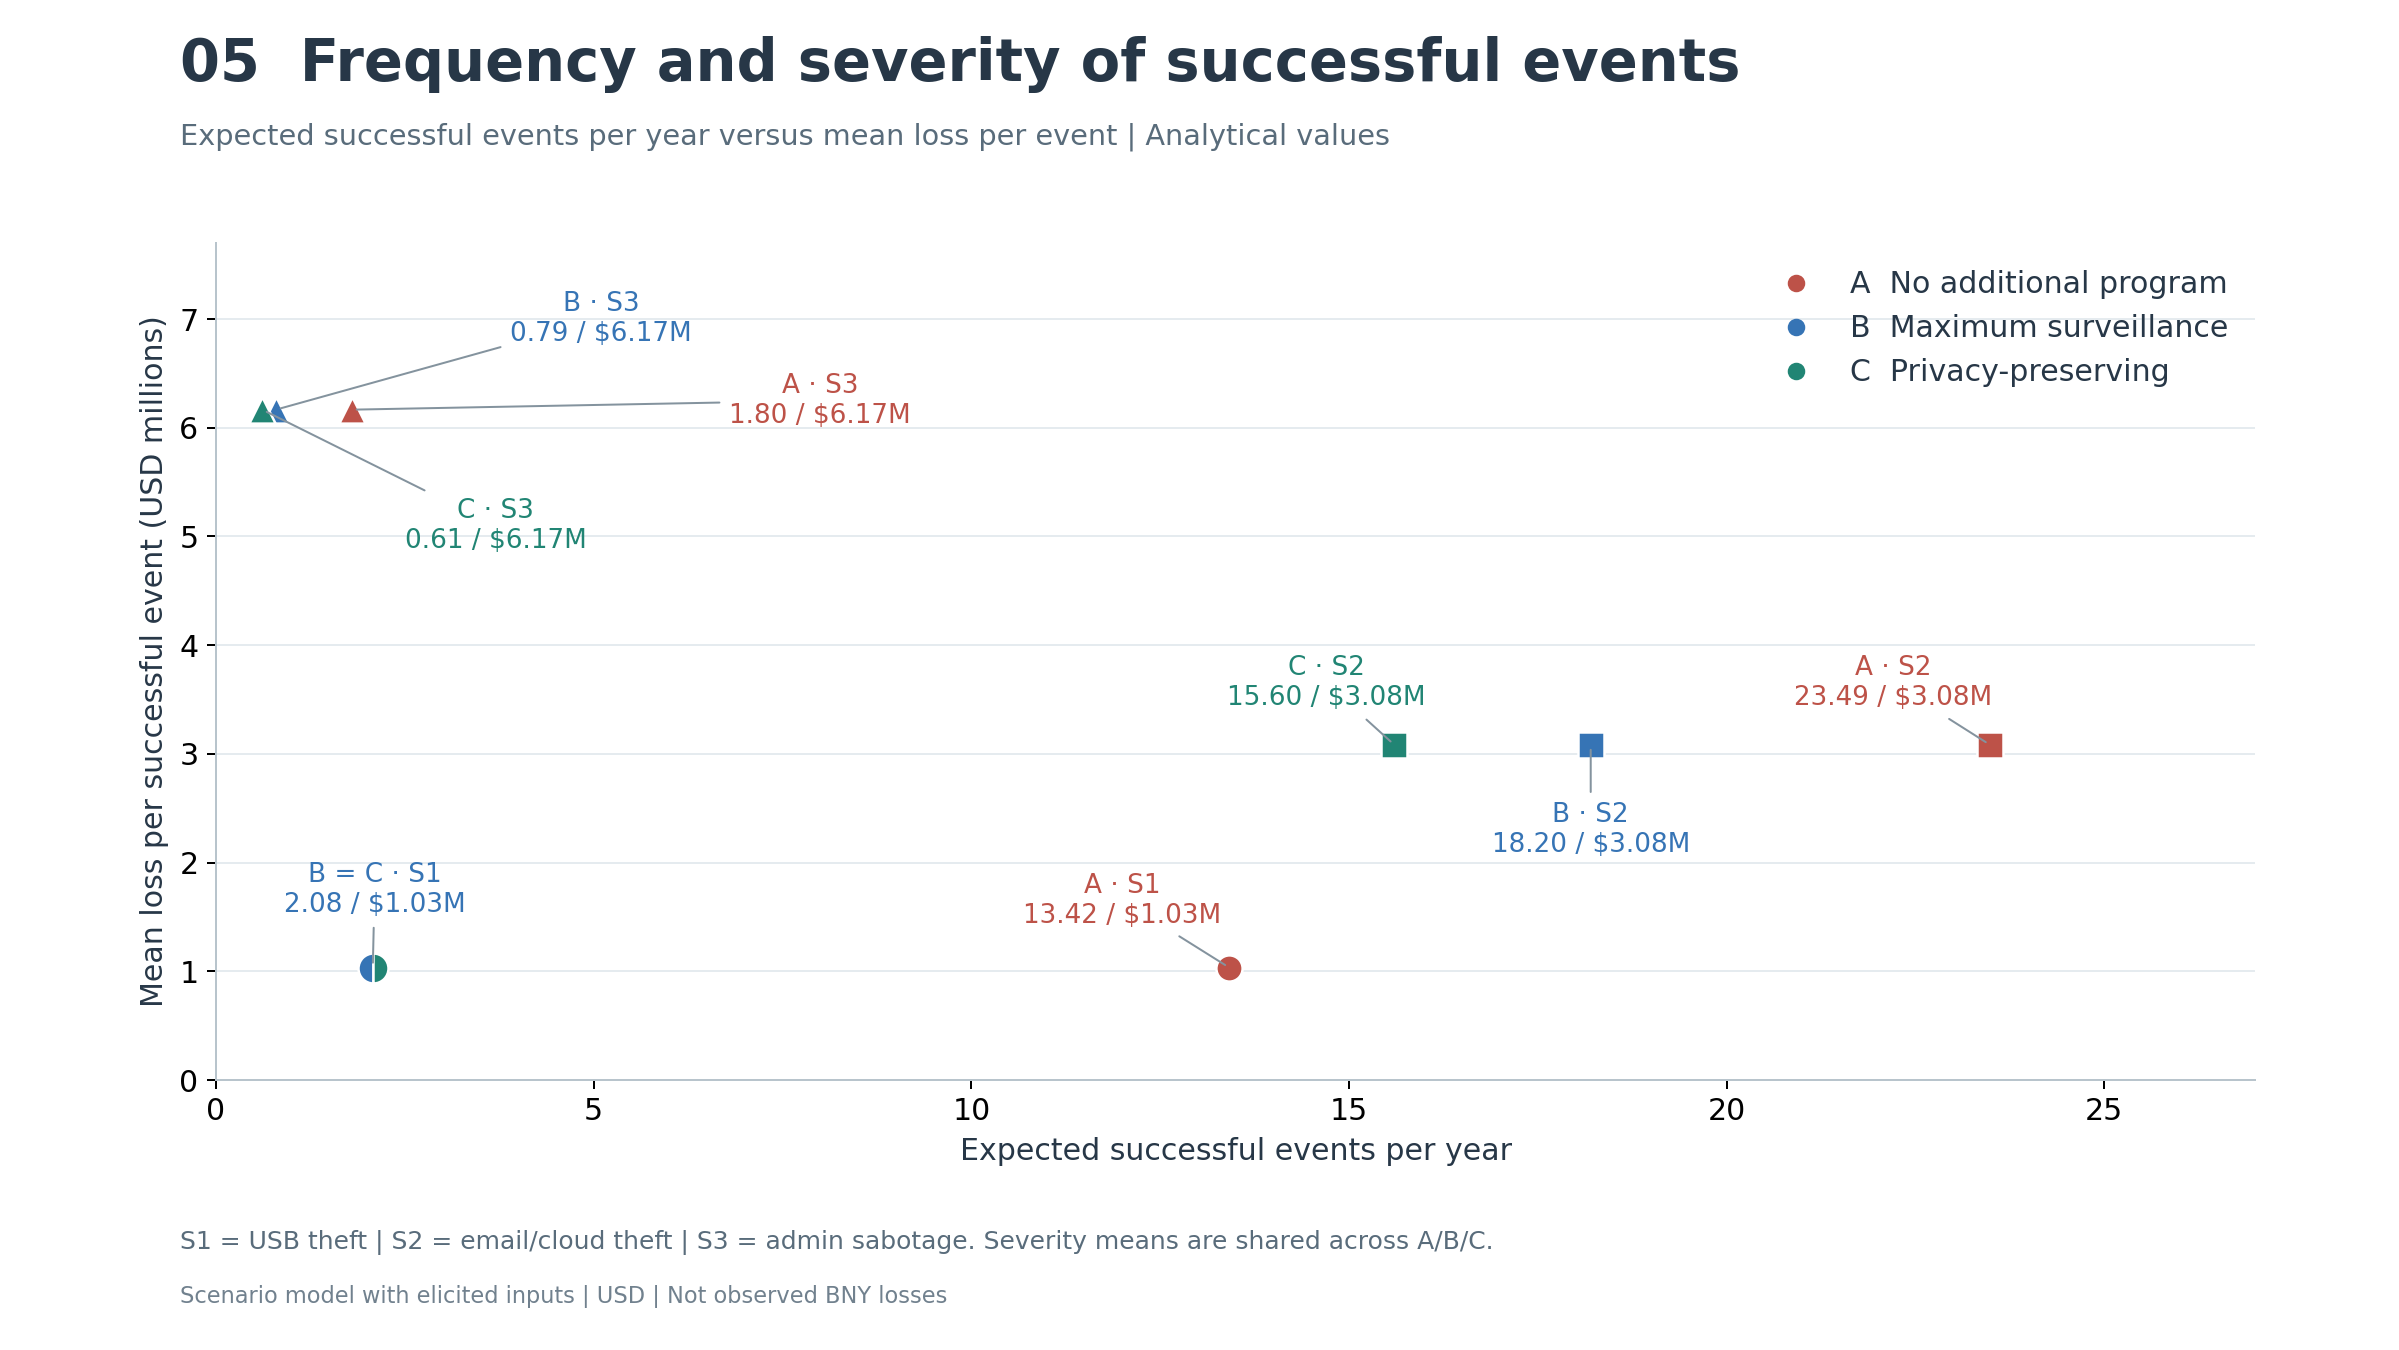 05  Frequency and severity of successful events
Expected successful events per year versus mean loss per event | Analytical values
A  No additional program
B  Maximum surveillance
C  Privacy-preserving
Mean loss per successful event (USD millions)
7
6
5
4
3
2
1
0
B · S3
0.79 / $6.17M
A · S3
1.80 / $6.17M
C · S3
0.61 / $6.17M
C · S2
15.60 / $3.08M
A · S2
23.49 / $3.08M
B · S2
18.20 / $3.08M
B = C · S1
2.08 / $1.03M
A · S1
13.42 / $1.03M
0 5 10 15 20 25
Expected successful events per year
S1 = USB theft | S2 = email/cloud theft | S3 = admin sabotage. Severity means are shared across A/B/C.
Scenario model with elicited inputs | USD | Not observed BNY losses